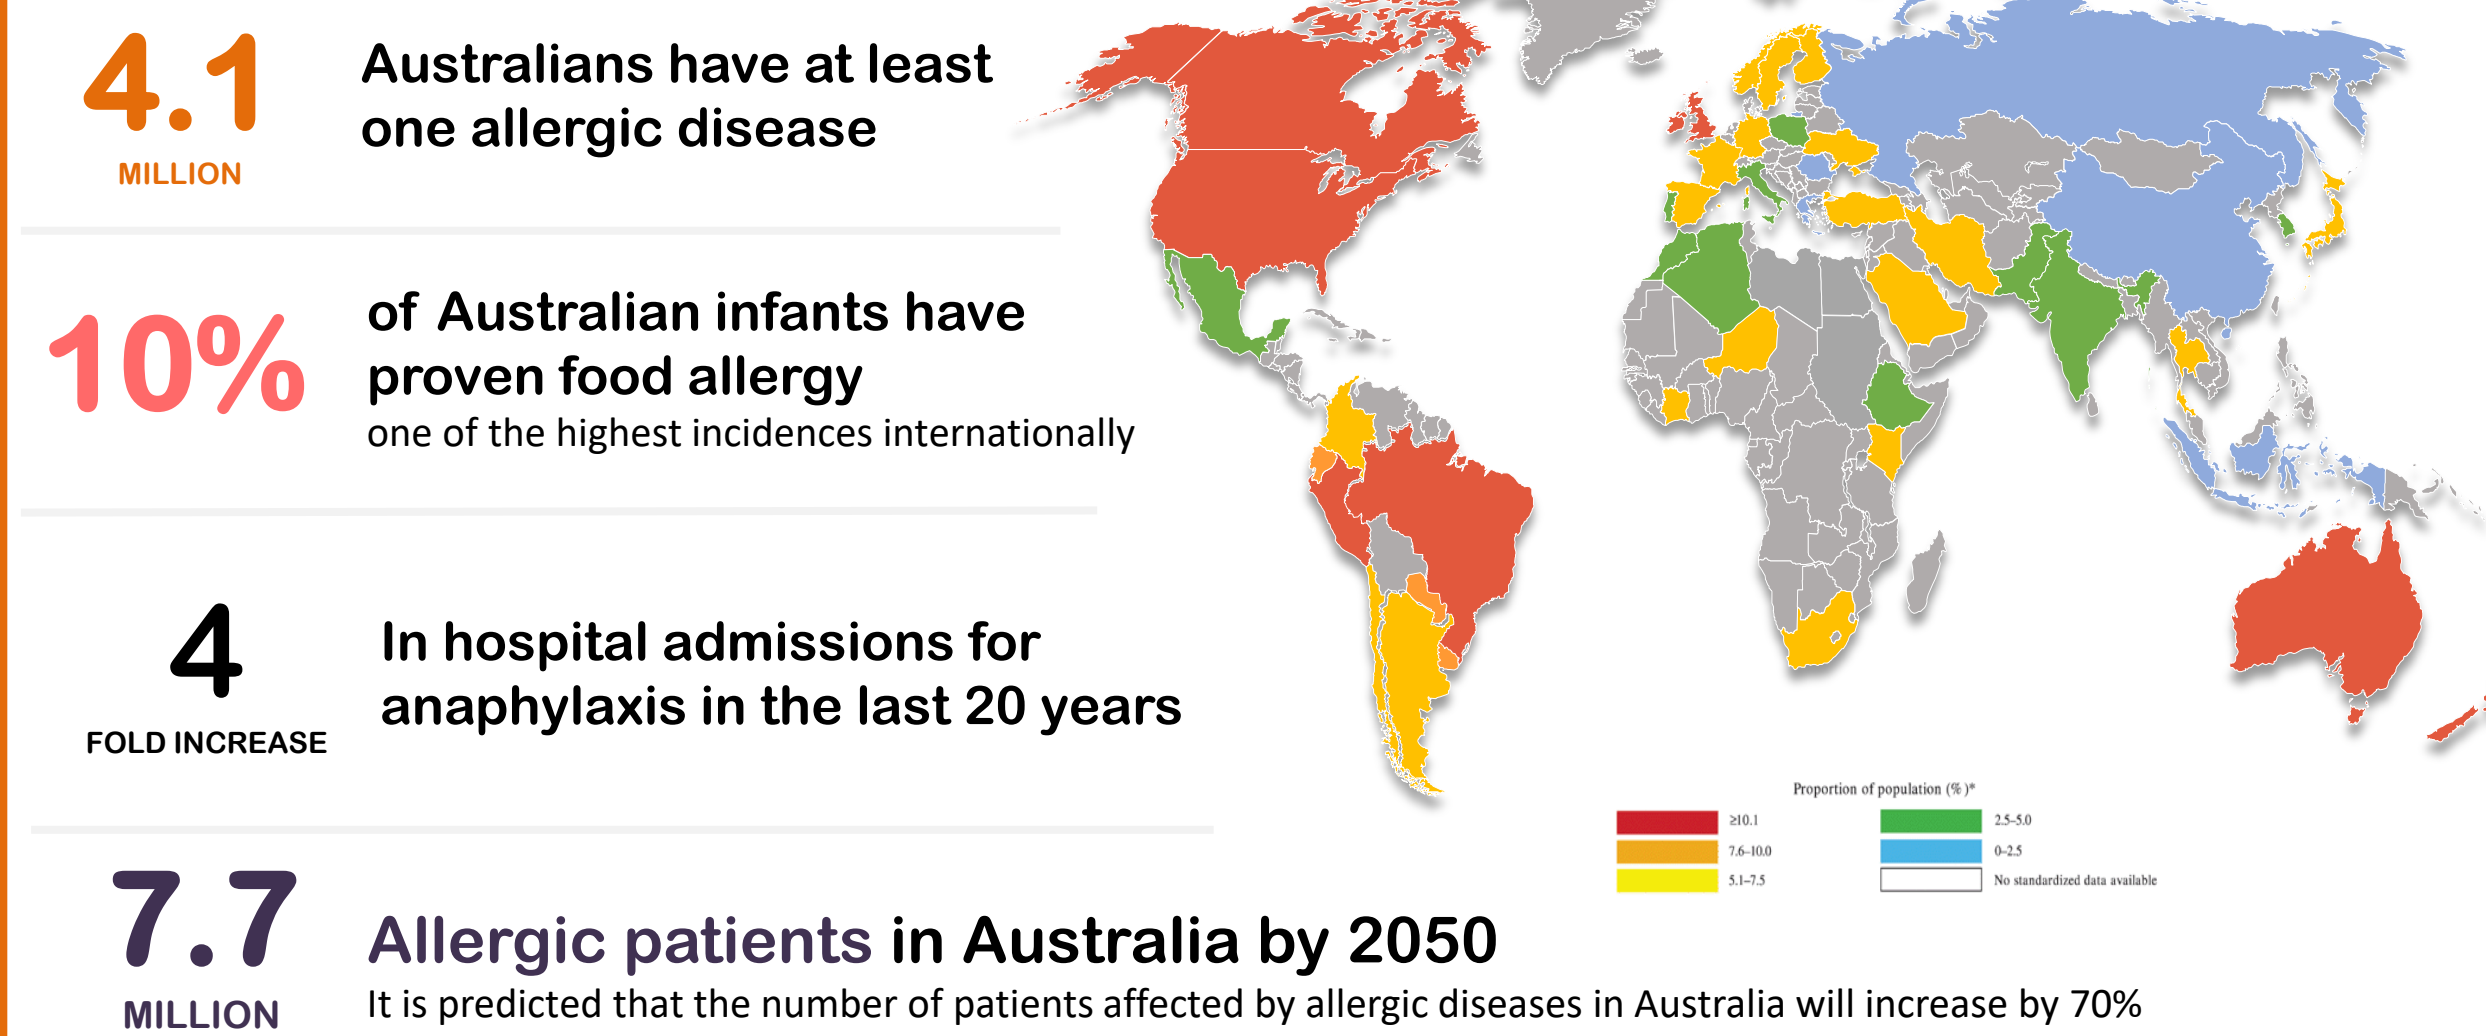 4.1
MILLION
Australians have at least
one allergic disease
10%
of Australian infants have
proven food allergy
one of the highest incidences internationally
4
FOLD INCREASE
In hospital admissions for
anaphylaxis in the last 20 years
Proportion of population (%)*
≥10.1
7.6–10.0
5.1–7.5
2.5–5.0
0–2.5
No standardized data available
7.7
MILLION
Allergic patients in Australia by 2050
It is predicted that the number of patients affected by allergic diseases in Australia will increase by 70%